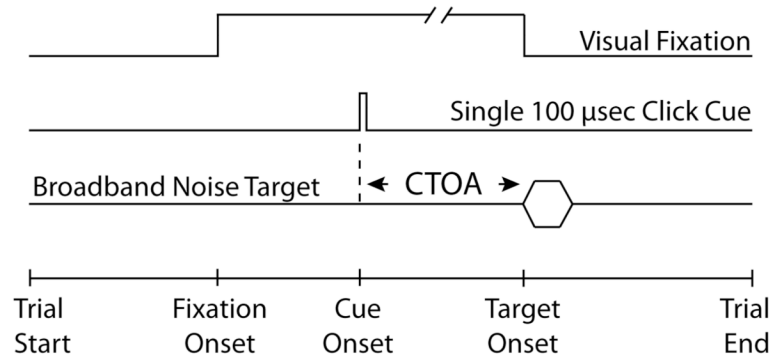 Visual Fixation
Single 100 μsec Click Cue
Broadband Noise Target
CTOA
Trial Start
Fixation Onset
Cue Onset
Target Onset
Trial End